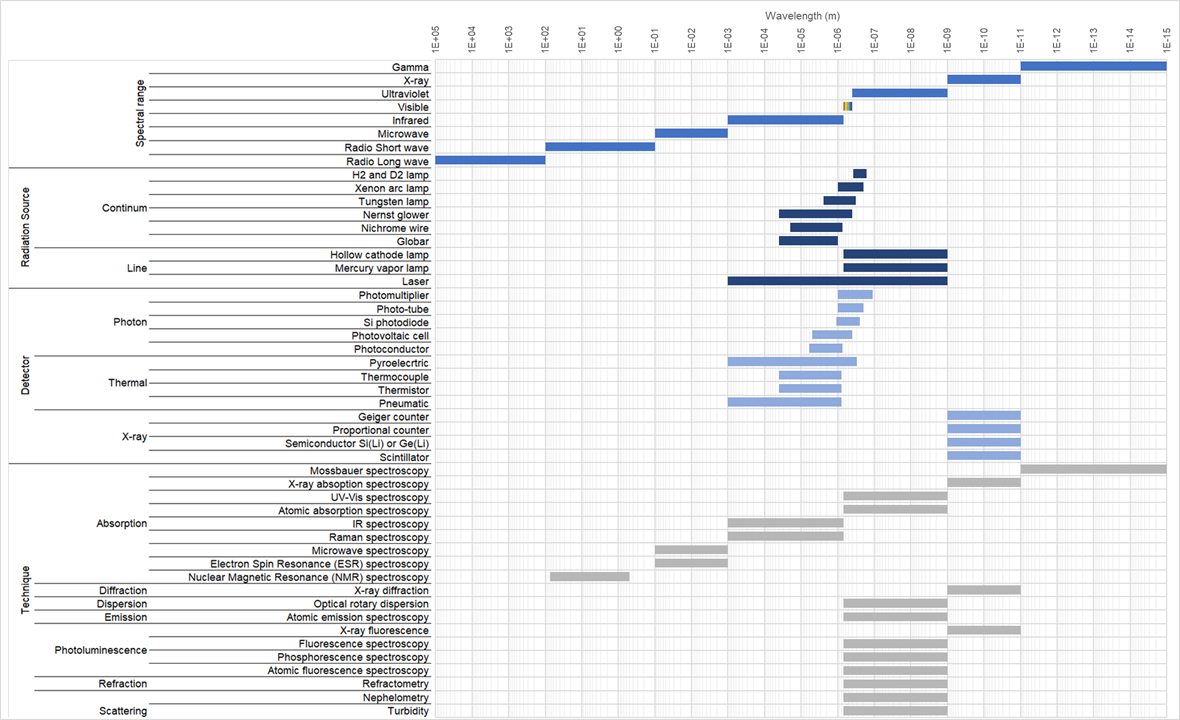 Wavelength (m)
1E+05 1E+04 1E+03 1E+02 1E+01 1E+00 1E-01 1E-02 1E-03 1E-04 1E-05 1E-06 1E-07 1E-08 1E-09 1E-10 1E-11 1E-12 1E-13 1E-14 1E-15
Spectral range
Gamma
X-ray
Ultraviolet
Visible
Infrared
Microwave
Radio Short wave
Radio Long wave
Radiation Source
Continum
H2 and D2 lamp
Xenon arc lamp
Tungsten lamp
Nernst glower
Nichrome wire
Globar
Line
Hollow cathode lamp
Mercury vapor lamp
Laser
Detector
Photon
Photomultiplier
Photo-tube
Si photodiode
Photovoltaic cell
Photoconductor
Thermal
Pyroelecrtric
Thermocouple
Thermistor
Pneumatic
X-ray
Geiger counter
Proportional counter
Semiconductor Si(Li) or Ge(Li)
Scintillator
Technique
Absorption
Mossbauer spectroscopy
X-ray absoption spectroscopy
UV-Vis spectroscopy
Atomic absorption spectroscopy
IR spectroscopy
Raman spectroscopy
Microwave spectroscopy
Electron Spin Resonance (ESR) spectroscopy
Nuclear Magnetic Resonance (NMR) spectroscopy
Diffraction
X-ray diffraction
Dispersion
Optical rotary dispersion
Emission
Atomic emission spectroscopy
Photoluminescence
X-ray fluorescence
Fluorescence spectroscopy
Phosphorescence spectroscopy
Atomic fluorescence spectroscopy
Refraction
Refractometry
Scattering
Nephelometry
Turbidity